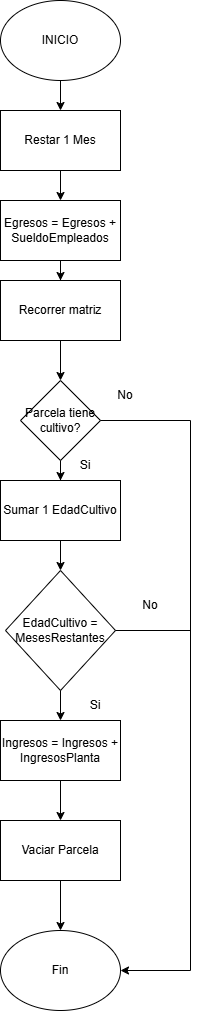 INICIO
Restar 1 Mes
Egresos = Egresos +
SueldoEmpleados
Recorrer matriz
No
Parcela tiene
cultivo?
Si
Sumar 1 EdadCultivo
No
EdadCultivo =
MesesRestantes
Si
Ingresos = Ingresos +
IngresosPlanta
Vaciar Parcela
Fin